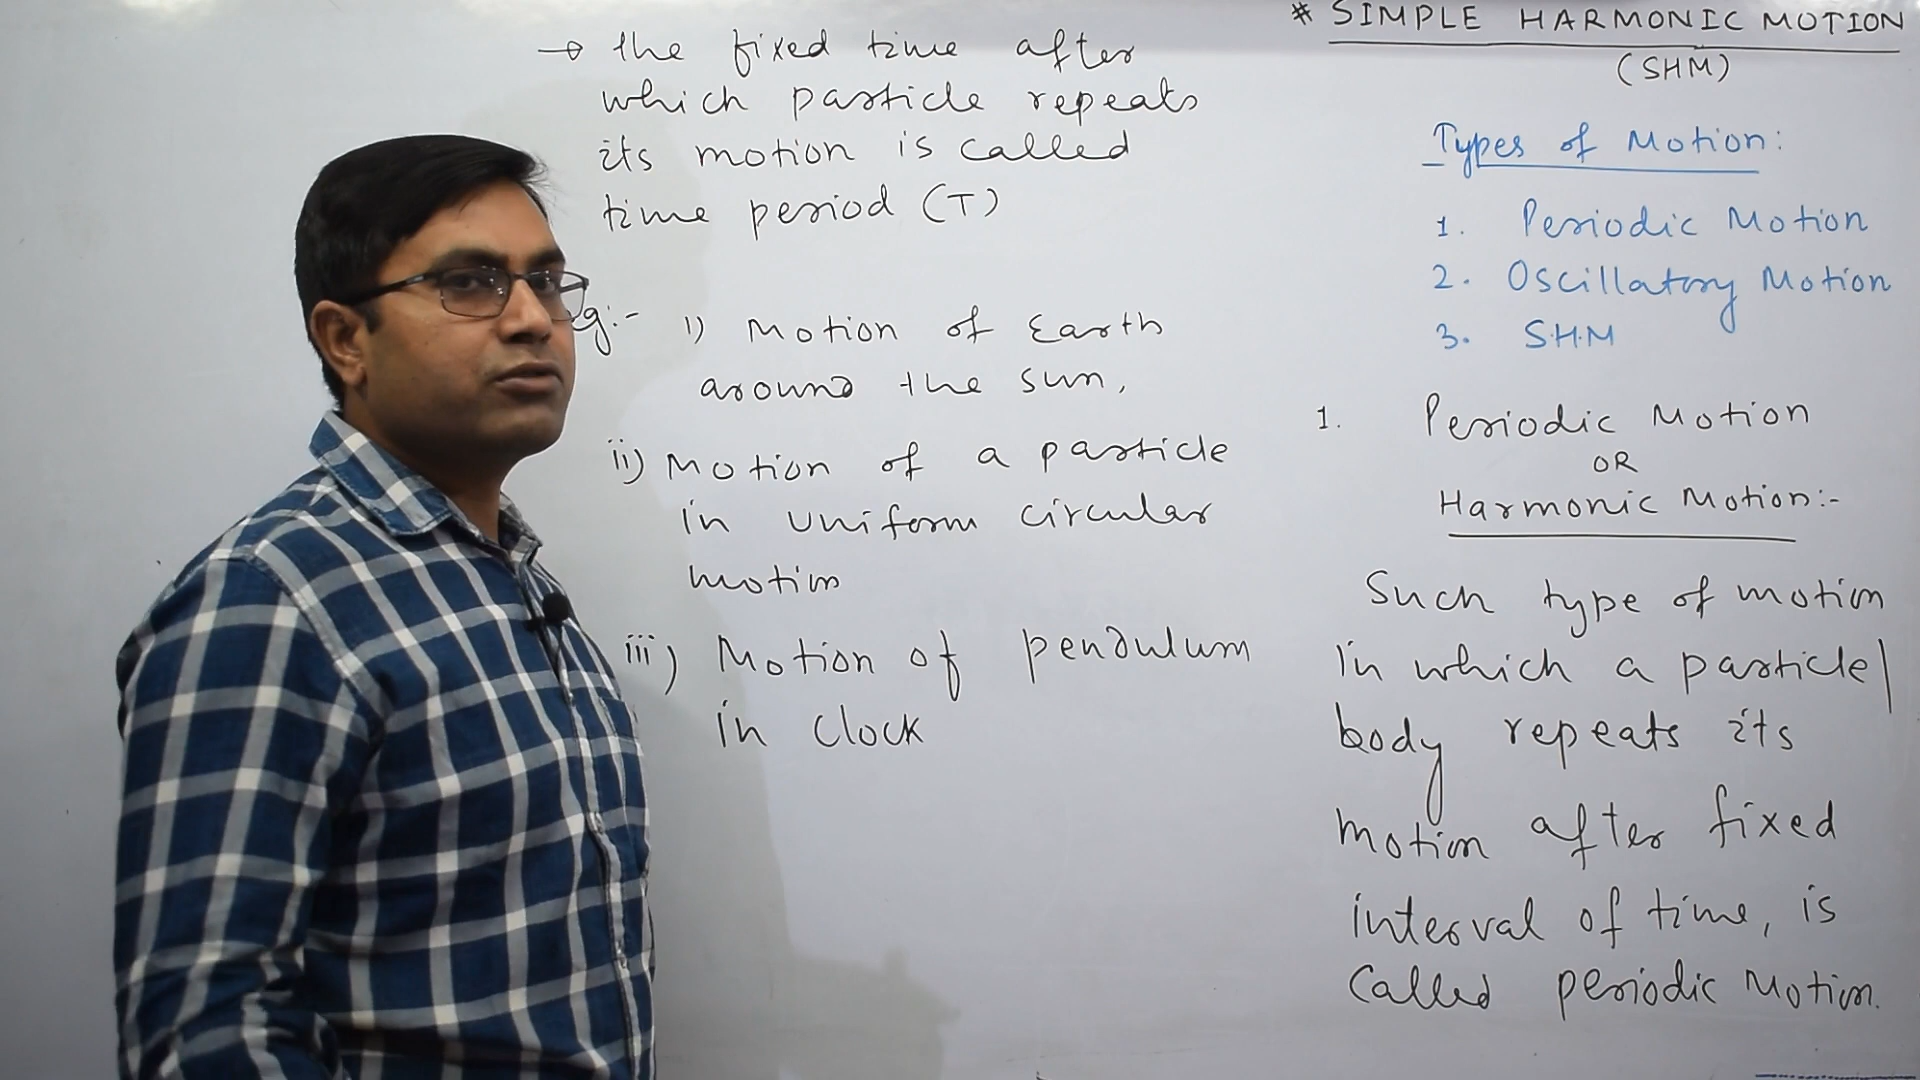 # SIMPLE HARMONIC MOTION
(SHM)
Types of Motion:
1. Periodic Motion
2. Oscillatory Motion
3. S.H.M
1. Periodic Motion
OR
Harmonic Motion:-
Such type of motion
in which a particle/
body repeats its
motion after fixed
interval of time, is
Called periodic Motion.
→ the fixed time after
which particle repeats
its motion is called
time period (T)
eg:- i) Motion of Earth
around the sun,
ii) Motion of a particle
in uniform circular
motion
iii) Motion of pendulum
in Clock